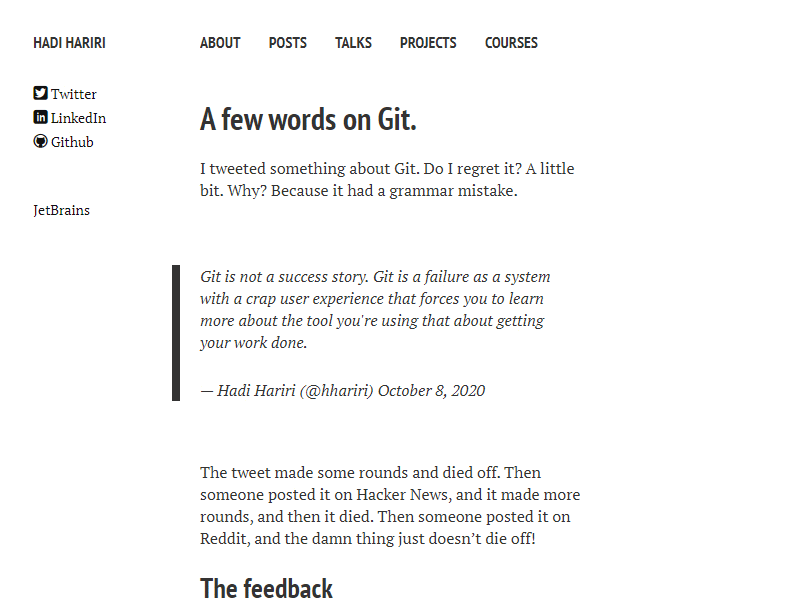 HADI HARIRI
ABOUT POSTS TALKS PROJECTS COURSES
Twitter
LinkedIn
Github
JetBrains
A few words on Git.
I tweeted something about Git. Do I regret it? A little
bit. Why? Because it had a grammar mistake.
Git is not a success story. Git is a failure as a system
with a crap user experience that forces you to learn
more about the tool you're using that about getting
your work done.
— Hadi Hariri (@hhariri) October 8, 2020
The tweet made some rounds and died off. Then
someone posted it on Hacker News, and it made more
rounds, and then it died. Then someone posted it on
Reddit, and the damn thing just doesn’t die off!
The feedback